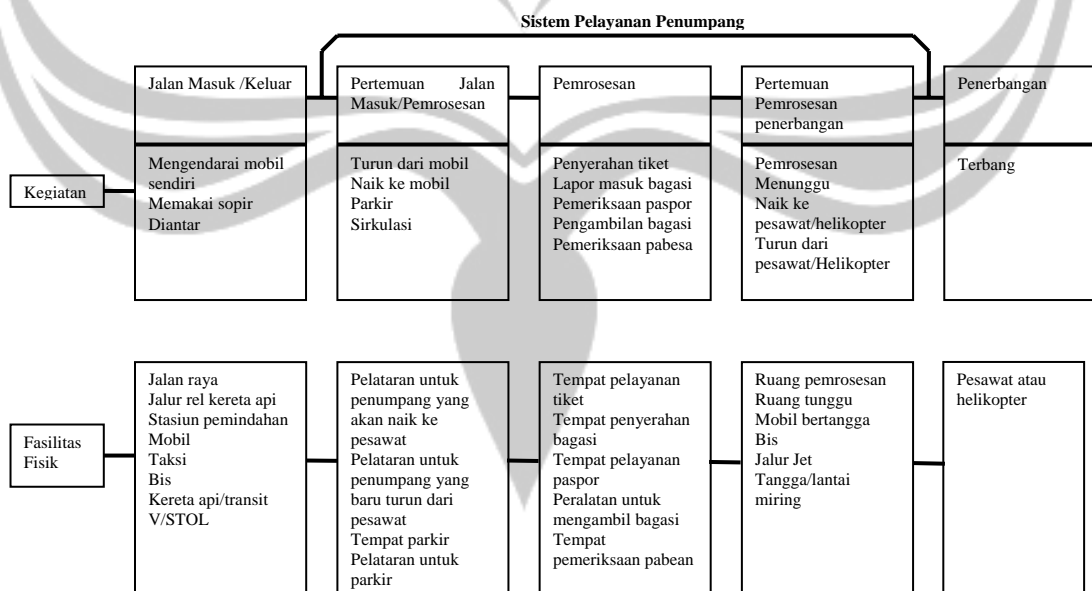 Sistem Pelayanan Penumpang
Jalan Masuk /Keluar
Pertemuan Jalan
Masuk/Pemrosesan
Pemrosesan
Pertemuan
Pemrosesan
penerbangan
Penerbangan
Kegiatan
Mengendarai mobil
sendiri
Memakai sopir
Diantar
Turun dari mobil
Naik ke mobil
Parkir
Sirkulasi
Penyerahan tiket
Lapor masuk bagasi
Pemeriksaan paspor
Pengambilan bagasi
Pemeriksaan pabesa
Pemrosesan
Menunggu
Naik ke
pesawat/helikopter
Turun dari
pesawat/Helikopter
Terbang
Fasilitas
Fisik
Jalan raya
Jalur rel kereta api
Stasiun pemindahan
Mobil
Taksi
Bis
Kereta api/transit
V/STOL
Pelataran untuk
penumpang yang
akan naik ke
pesawat
Pelataran untuk
penumpang yang
baru turun dari
pesawat
Tempat parkir
Pelataran untuk
parkir
Tempat pelayanan
tiket
Tempat penyerahan
bagasi
Tempat pelayanan
paspor
Peralatan untuk
mengambil bagasi
Tempat
pemeriksaan pabean
Ruang pemrosesan
Ruang tunggu
Mobil bertangga
Bis
Jalur Jet
Tangga/lantai
miring
Pesawat atau
helikopter